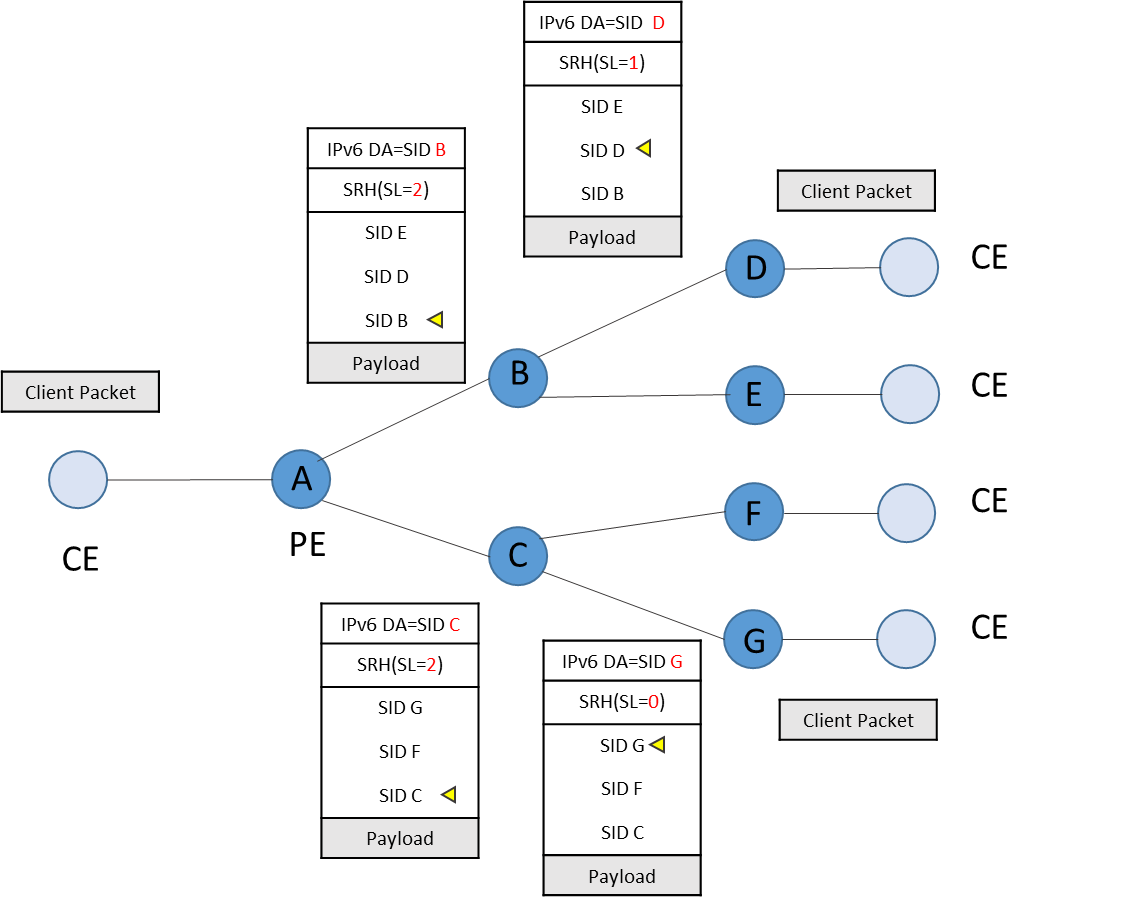 IPv6 DA=SID D
SRH(SL=1)
SID E
SID D
SID B
Payload
IPv6 DA=SID B
SRH(SL=2)
SID E
SID D
SID B
Payload
Client Packet
D
CE
B
E
CE
Client Packet
A
PE
CE
F
CE
C
G
CE
IPv6 DA=SID C
SRH(SL=2)
SID G
SID F
SID C
Payload
IPv6 DA=SID G
SRH(SL=0)
SID G
SID F
SID C
Payload
Client Packet